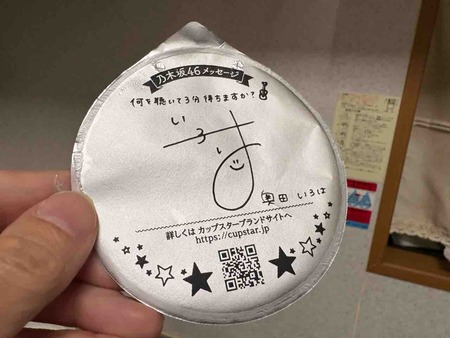 乃木坂46メッセージ
何を聴いて3分待ちますか?
いろは
奥田 いろは
詳しくは カップスターブランドサイトへ
https://cupstar.jp/